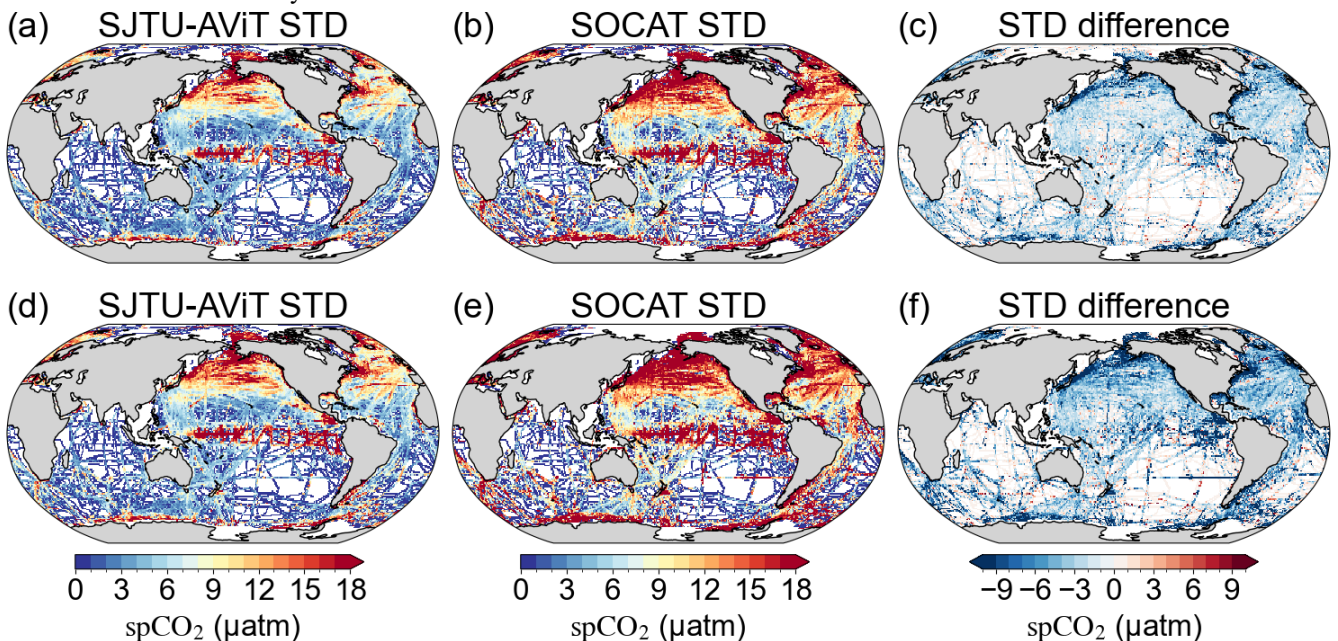 (a) SJTU-AViT STD
(b) SOCAT STD
(c) STD difference
(d) SJTU-AViT STD
(e) SOCAT STD
(f) STD difference
0 3 6 9 12 15 18
spCO₂ (μatm)
0 3 6 9 12 15 18
spCO₂ (μatm)
−9 −6 −3 0 3 6 9
spCO₂ (μatm)